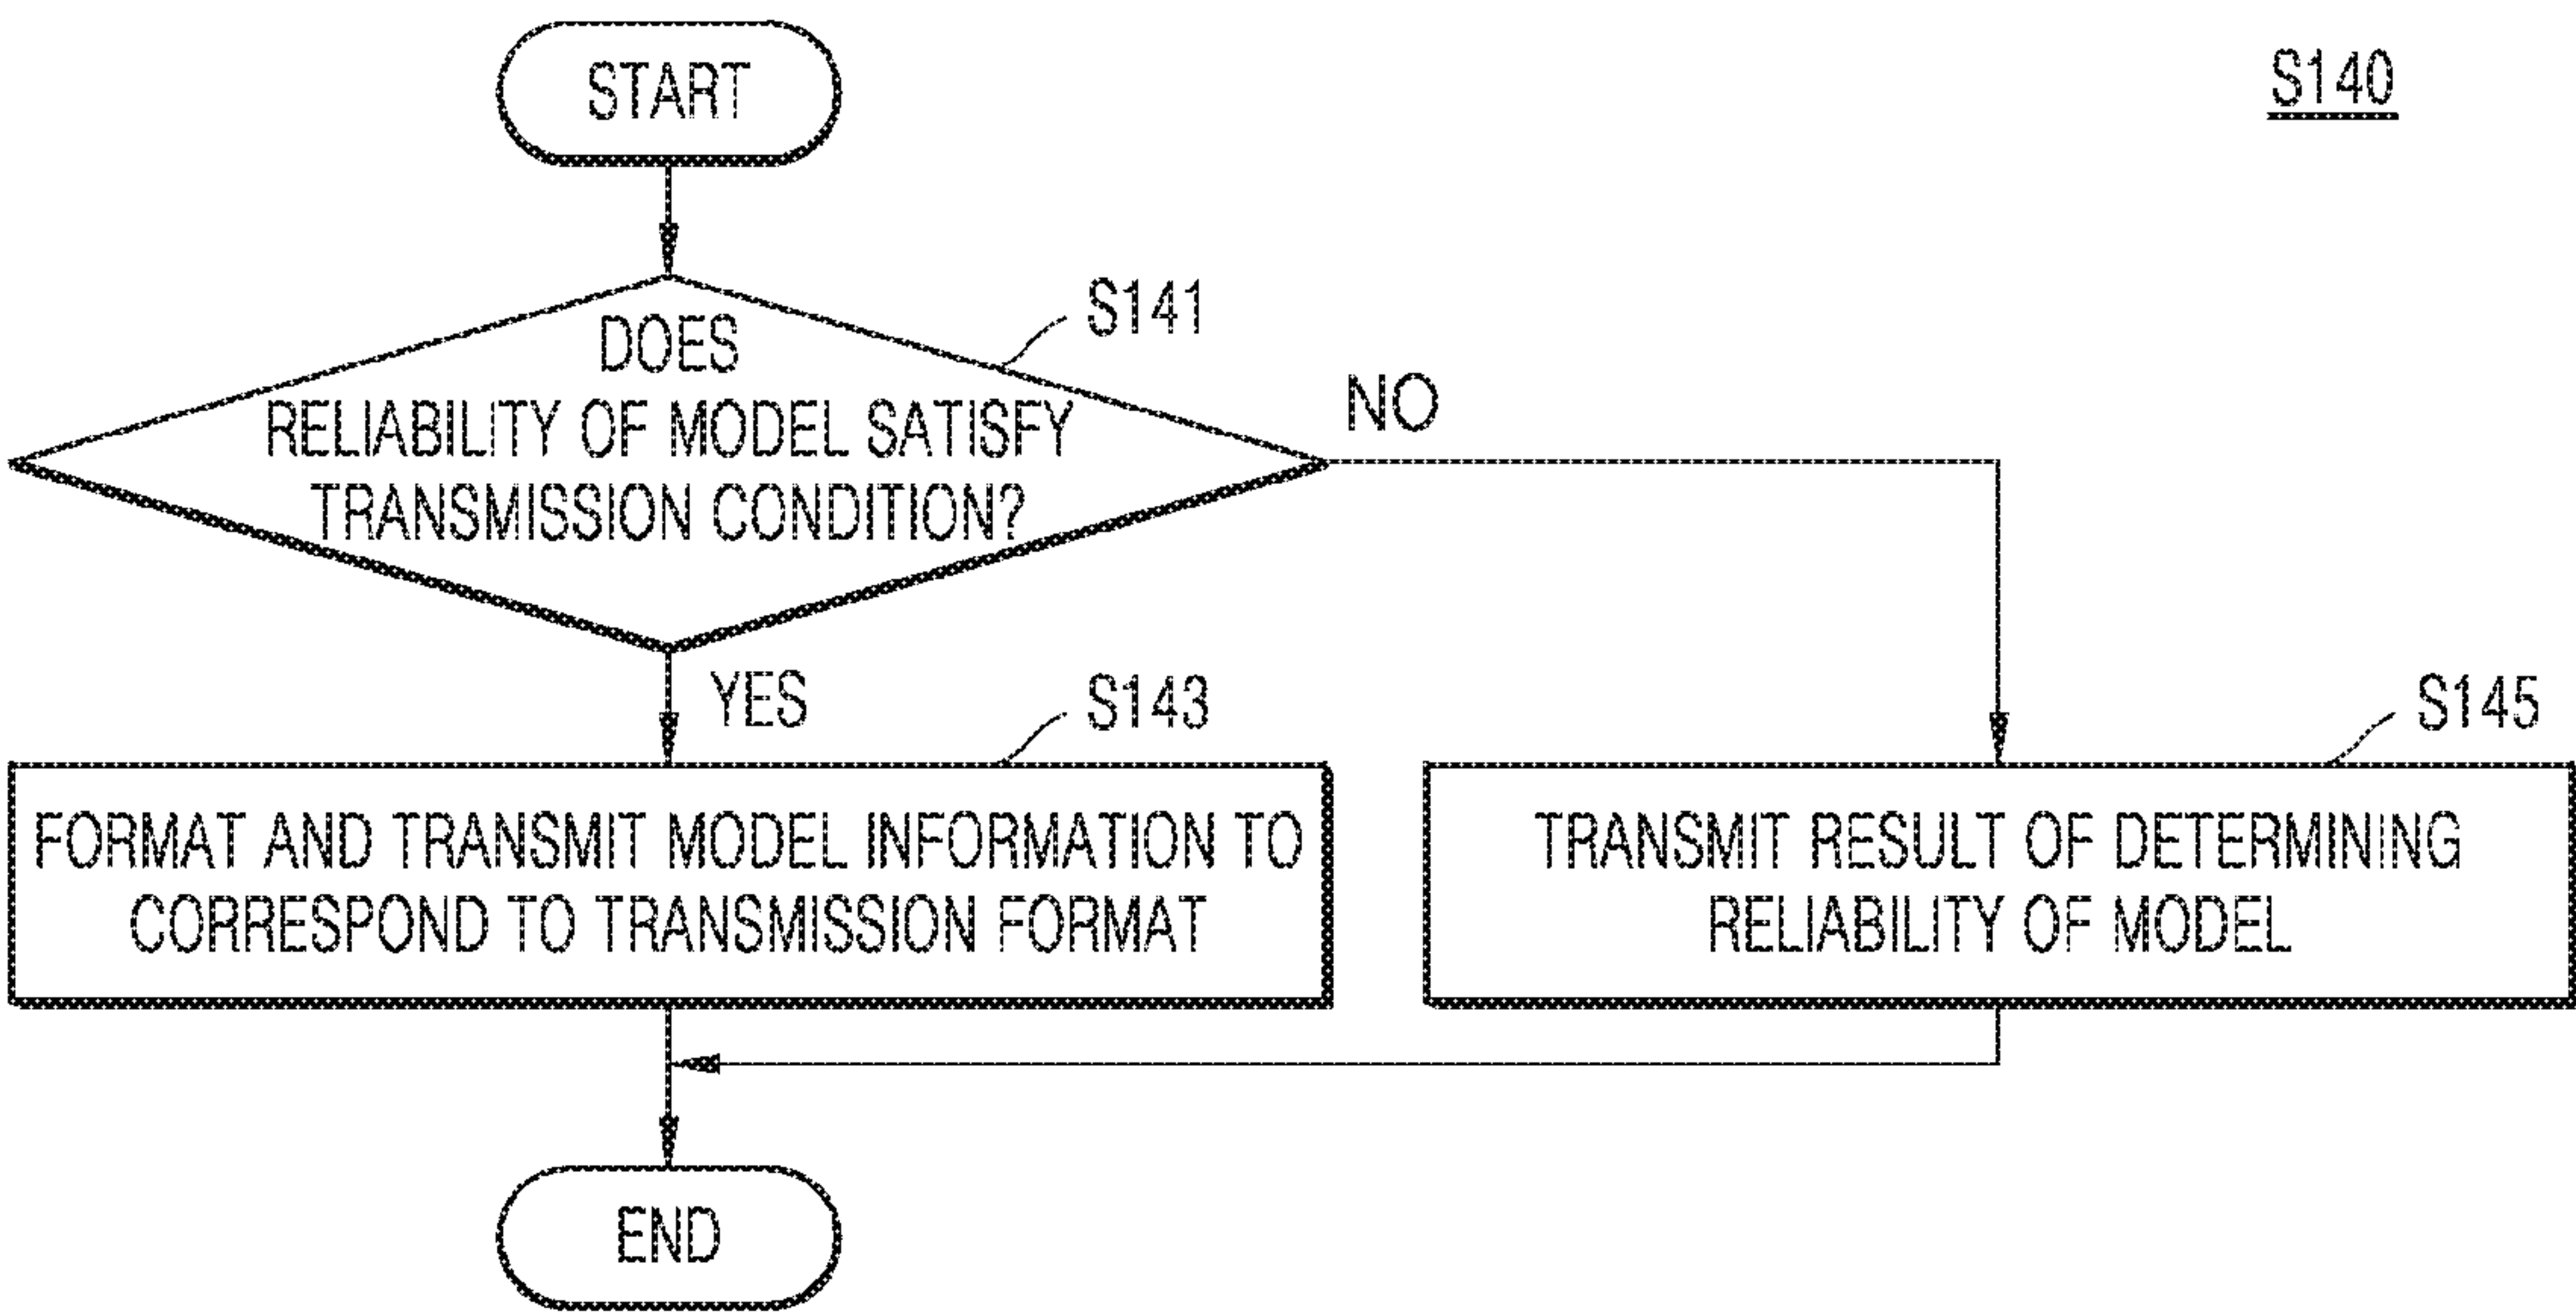 START
S140
S141
DOES
RELIABILITY OF MODEL SATISFY
TRANSMISSION CONDITION?
NO
YES
S143
S145
FORMAT AND TRANSMIT MODEL INFORMATION TO
CORRESPOND TO TRANSMISSION FORMAT
TRANSMIT RESULT OF DETERMINING
RELIABILITY OF MODEL
END